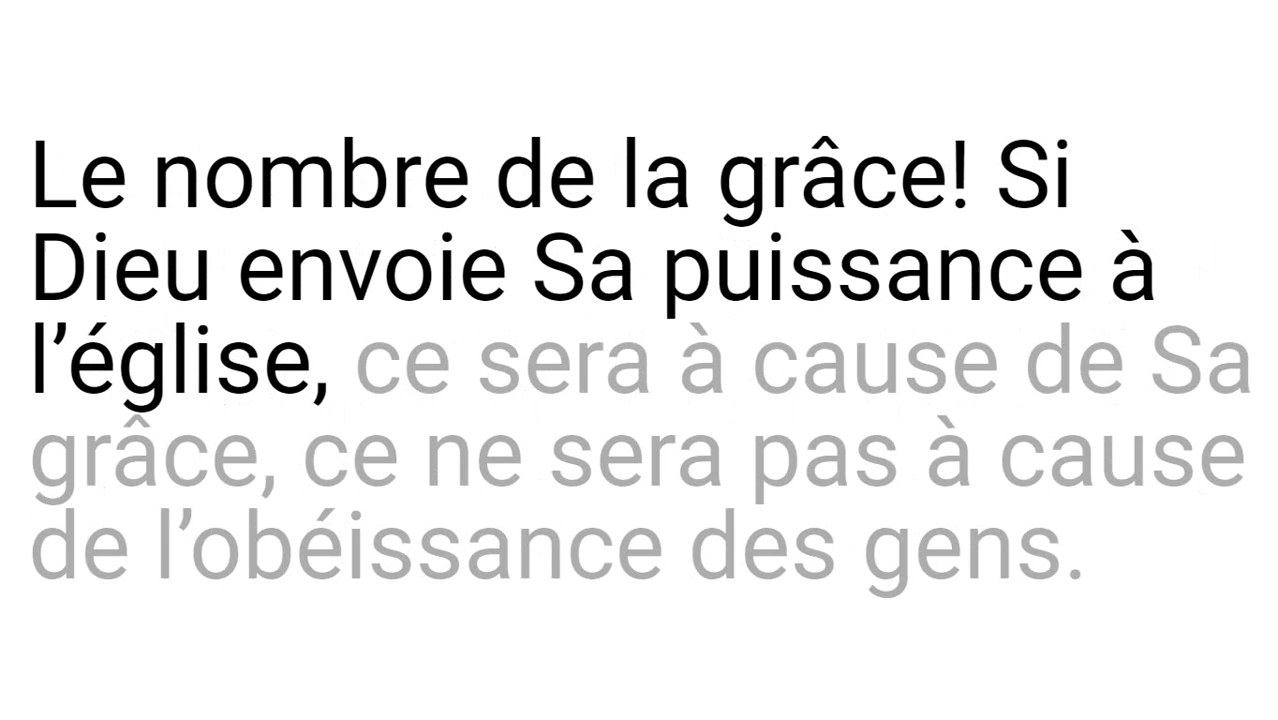 Le nombre de la grâce! Si
Dieu envoie Sa puissance à
l’église, ce sera à cause de Sa
grâce, ce ne sera pas à cause
de l’obéissance des gens.